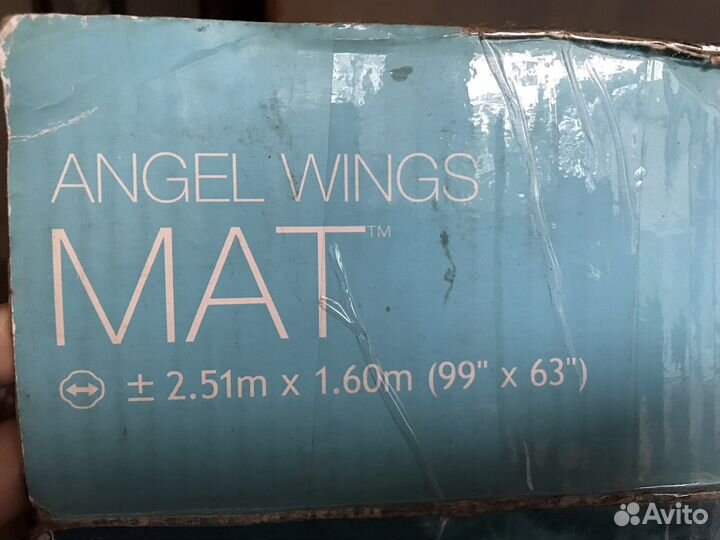 ANGEL WINGS
MAT™
± 2.51m x 1.60m (99" x 63")
Avito